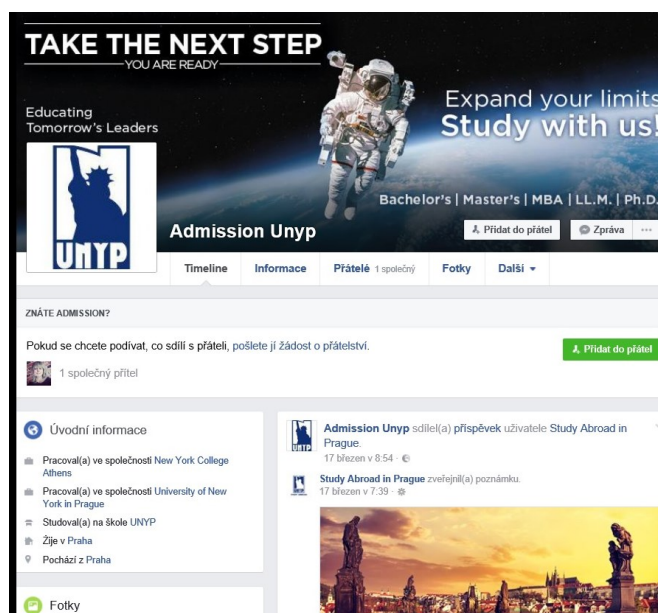 TAKE THE NEXT STEP
YOU ARE READY
Educating
Tomorrow's Leaders
Expand your limits
Study with us!
Bachelor's | Master's | MBA | LL.M. | Ph.D.
UNYP
Admission Unyp
Přidat do přátel
Zpráva
Timeline Informace Přátelé 1 společný Fotky Další
ZNÁTE ADMISSION?
Pokud se chcete podívat, co sdílí s přáteli, pošlete jí žádost o přátelství.
Přidat do přátel
1 společný přítel
Úvodní informace
Pracoval(a) ve společnosti New York College
Athens
Pracoval(a) ve společnosti University of New
York in Prague
Studoval(a) na škole UNYP
Žije v Praha
Pochází z Praha
Fotky
Admission Unyp sdílel(a) příspěvek uživatele Study Abroad in
Prague.
17 březen v 8:54 ·
Study Abroad in Prague zveřejnil(a) poznámku.
17 březen v 7:39 ·